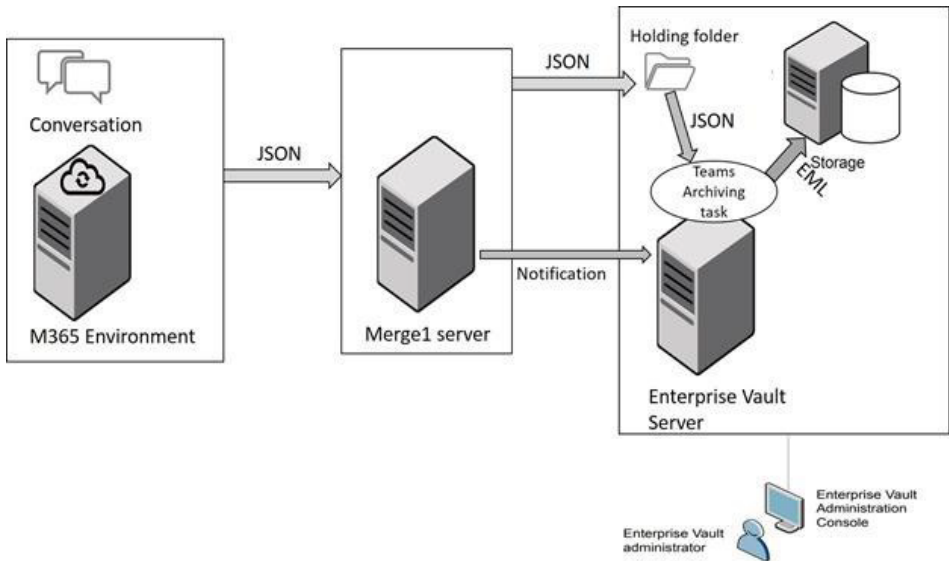 Conversation
M365 Environment
JSON
Merge1 server
JSON
Notification
Holding folder
JSON
Teams
Archiving
task
EML
Storage
Enterprise Vault
Server
Enterprise Vault
Administration
Console
Enterprise Vault
administrator